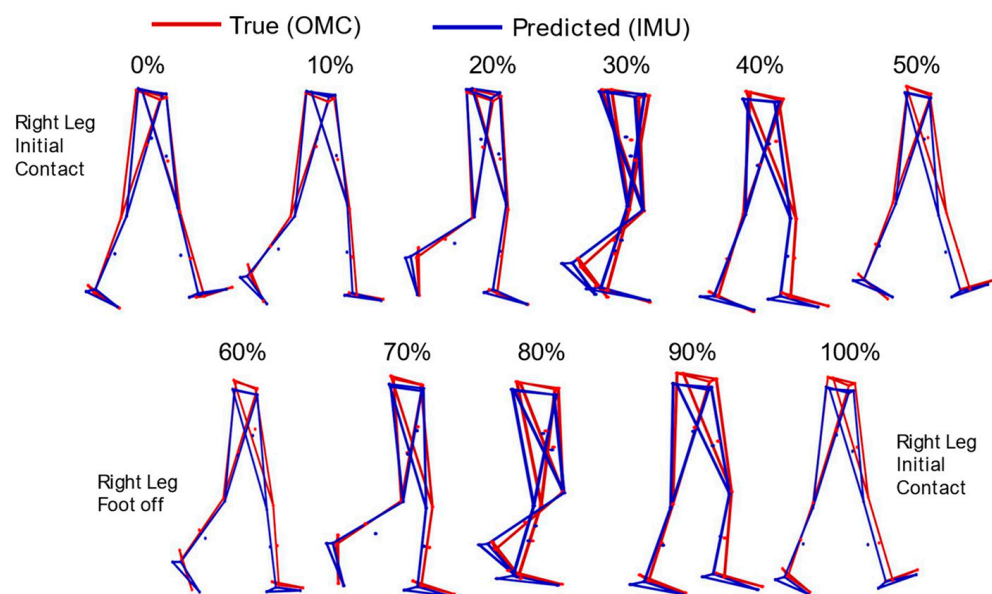 True (OMC) Predicted (IMU)
0% 10% 20% 30% 40% 50%
Right Leg
Initial
Contact
60% 70% 80% 90% 100%
Right Leg
Foot off
Right Leg
Initial
Contact